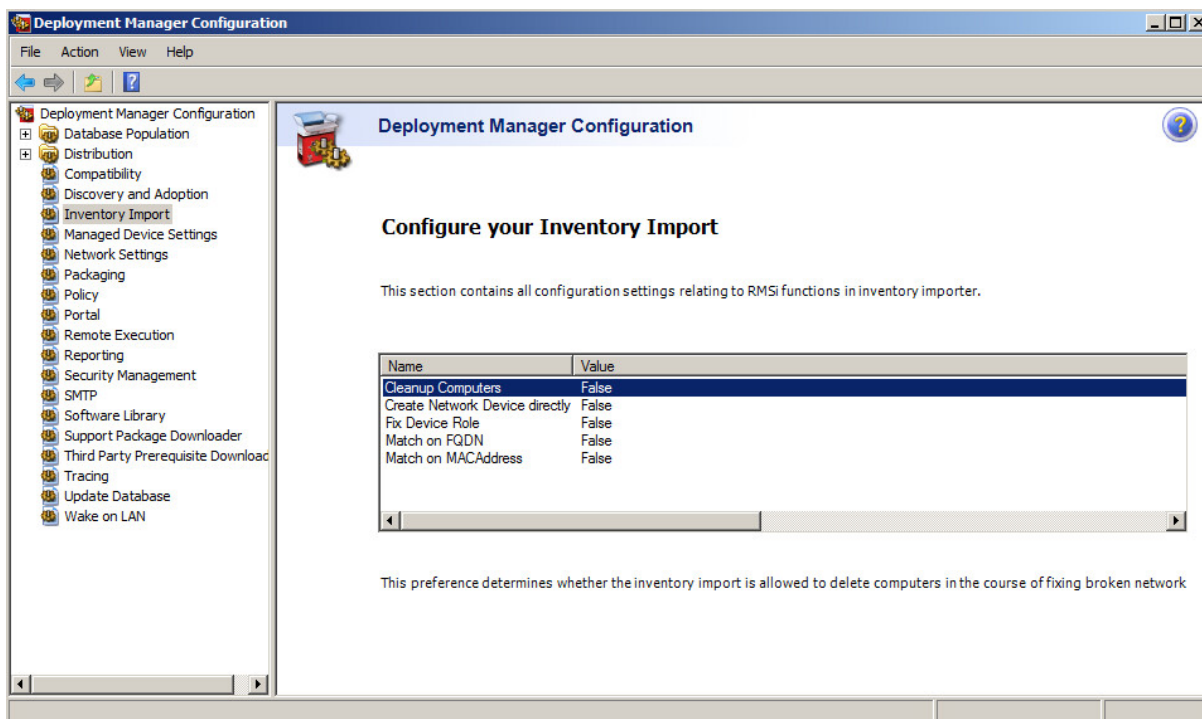 Deployment Manager Configuration
File Action View Help
Deployment Manager Configuration
Database Population
Distribution
Compatibility
Discovery and Adoption
Inventory Import
Managed Device Settings
Network Settings
Packaging
Policy
Portal
Remote Execution
Reporting
Security Management
SMTP
Software Library
Support Package Downloader
Third Party Prerequisite Downloac
Tracing
Update Database
Wake on LAN
Deployment Manager Configuration
Configure your Inventory Import
This section contains all configuration settings relating to RMSi functions in inventory importer.
Name Value
Cleanup Computers False
Create Network Device directly False
Fix Device Role False
Match on FQDN False
Match on MACAddress False
This preference determines whether the inventory import is allowed to delete computers in the course of fixing broken network